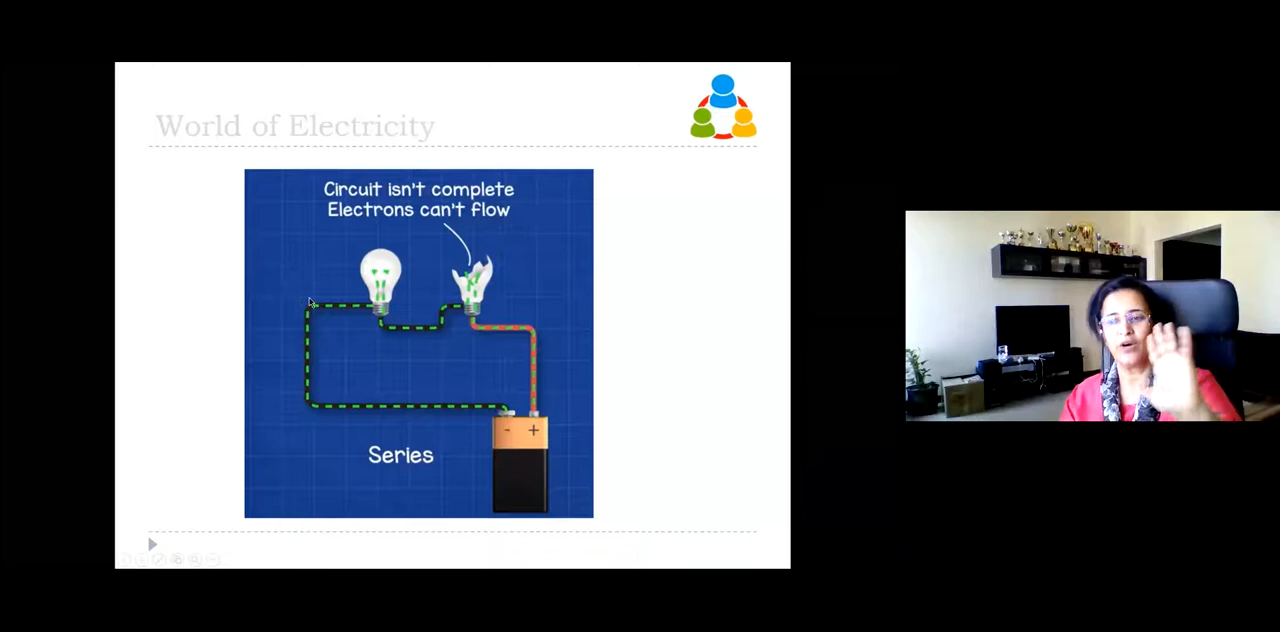 World of Electricity
Circuit isn't complete
Electrons can't flow
- +
Series